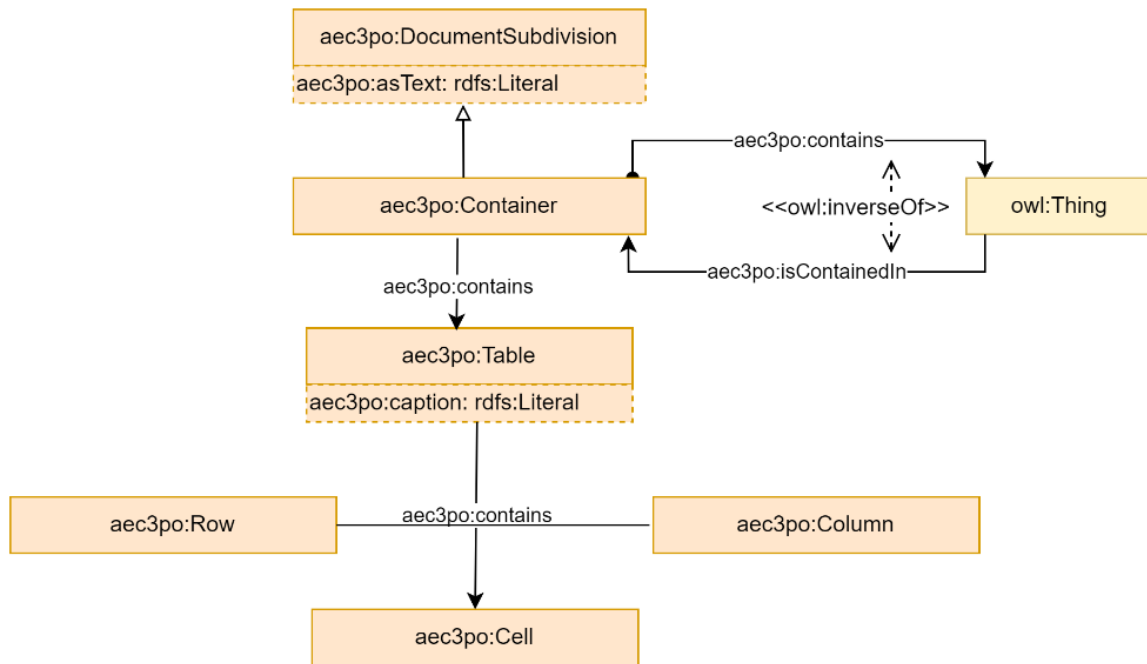 aec3po:DocumentSubdivision
aec3po:asText: rdfs:Literal
aec3po:contains
aec3po:Container
<<owl:inverseOf>>
owl:Thing
aec3po:isContainedIn
aec3po:contains
aec3po:Table
aec3po:caption: rdfs:Literal
aec3po:contains
aec3po:Row
aec3po:Column
aec3po:Cell